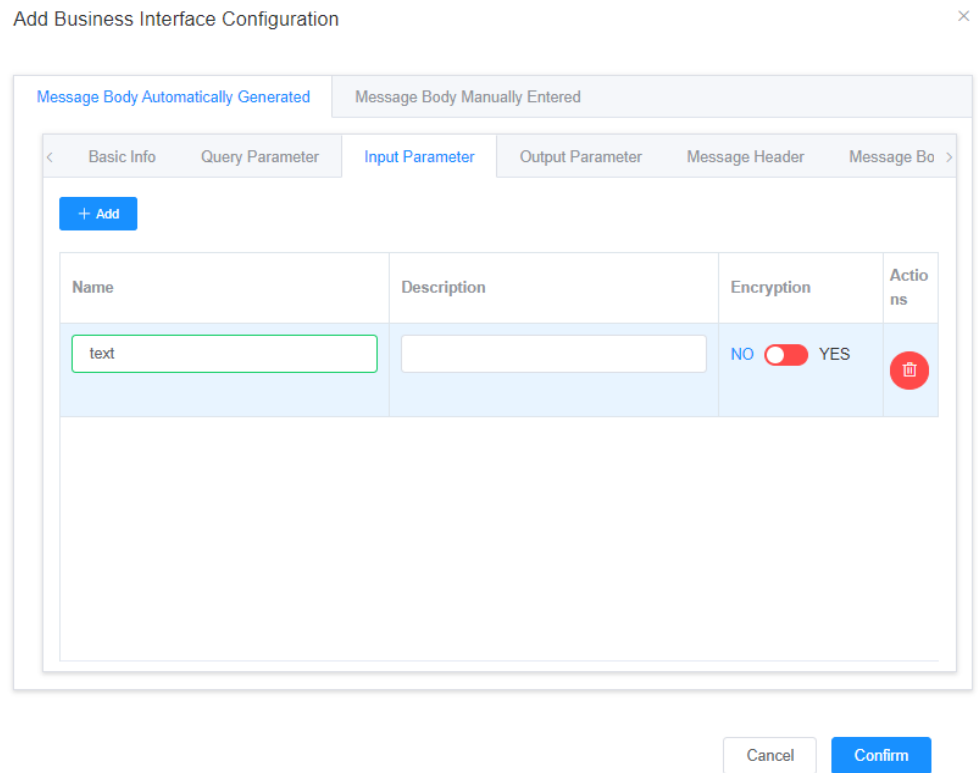 Add Business Interface Configuration
Message Body Automatically Generated Message Body Manually Entered
Basic Info Query Parameter Input Parameter Output Parameter Message Header Message Bo
+ Add
Name Description Encryption Actio
ns
text NO YES
Cancel Confirm